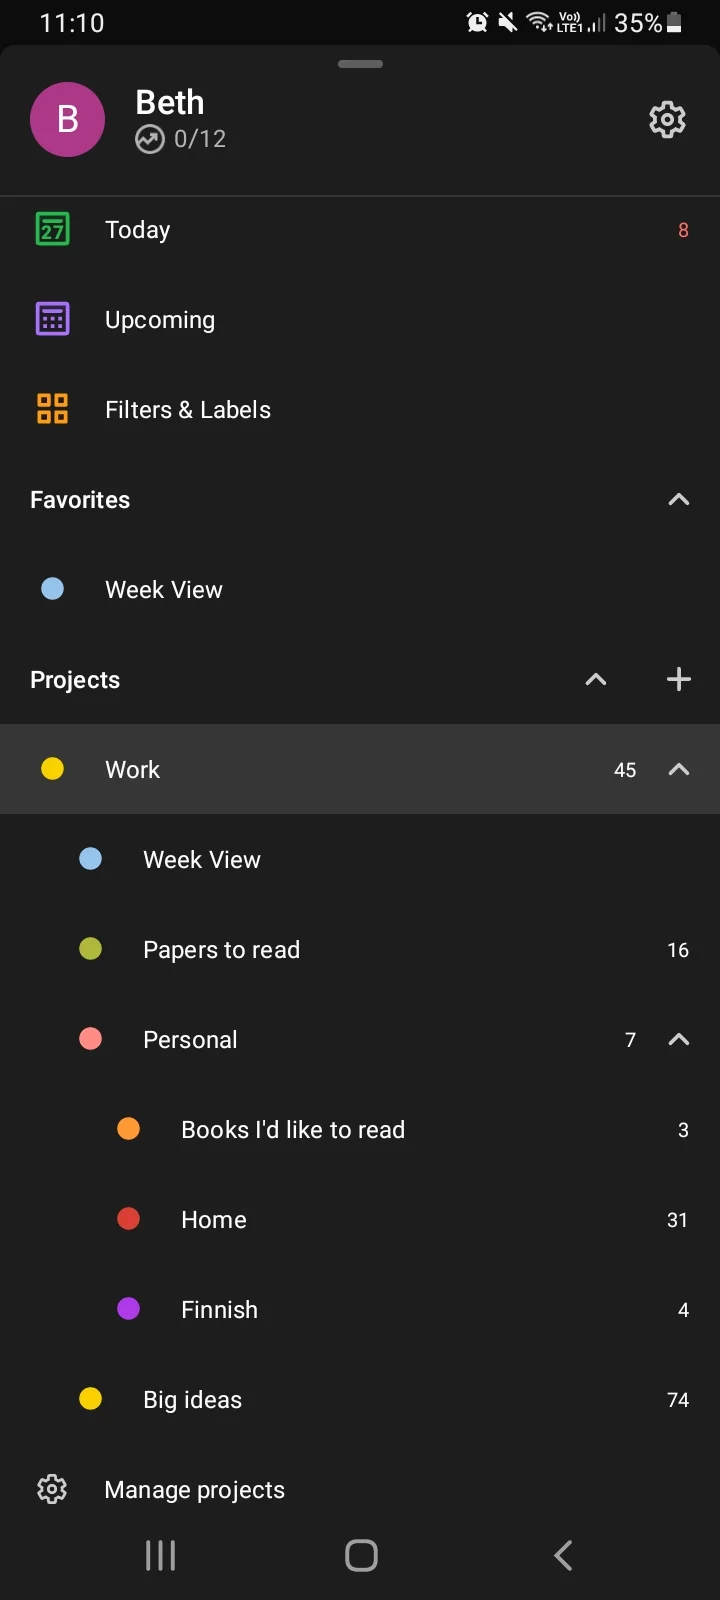 11:10 Vo)) LTE1 35%
B
Beth
0/12
27 Today 8
Upcoming
Filters & Labels
Favorites
Week View
Projects
Work 45
Week View
Papers to read 16
Personal 7
Books I'd like to read 3
Home 31
Finnish 4
Big ideas 74
Manage projects